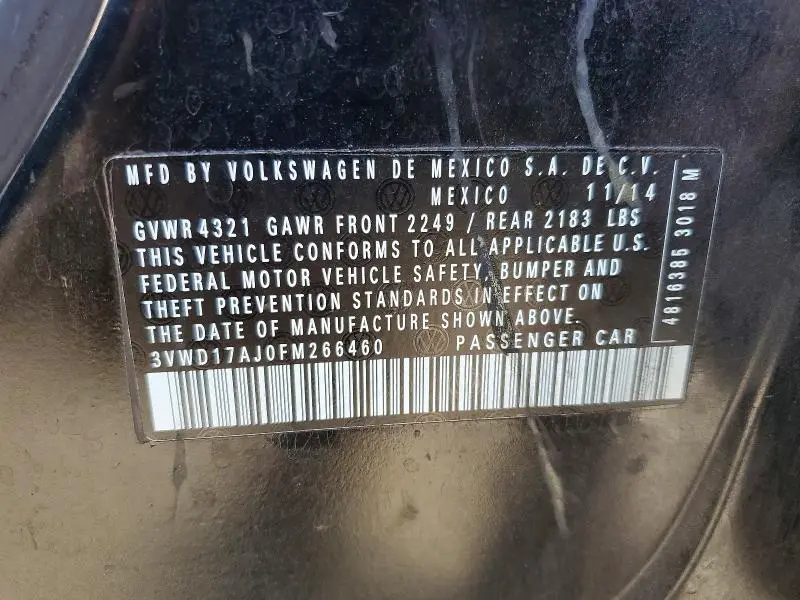 MFD BY VOLKSWAGEN DE MEXICO S.A. DE C.V.
MEXICO 11/14
GVWR 4321 GAWR FRONT 2249 / REAR 2183 LBS
THIS VEHICLE CONFORMS TO ALL APPLICABLE U.S.
FEDERAL MOTOR VEHICLE SAFETY, BUMPER AND
THEFT PREVENTION STANDARDS IN EFFECT ON
THE DATE OF MANUFACTURE SHOWN ABOVE.
3VWD17AJ0FM266460 PASSENGER CAR
4816385 3018 M